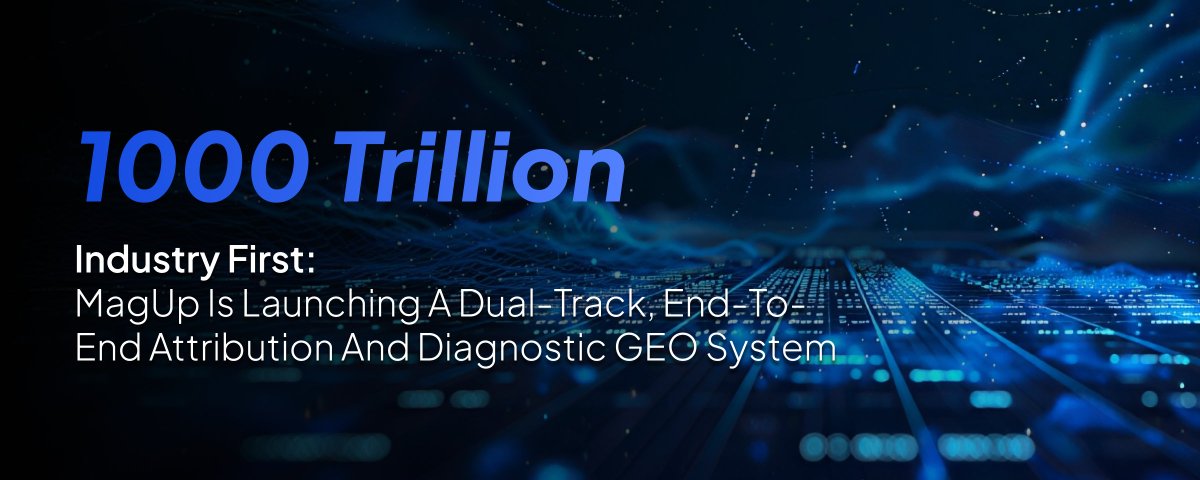 1000 Trillion
Industry First:
MagUp Is Launching A Dual-Track, End-To-
End Attribution And Diagnostic GEO System